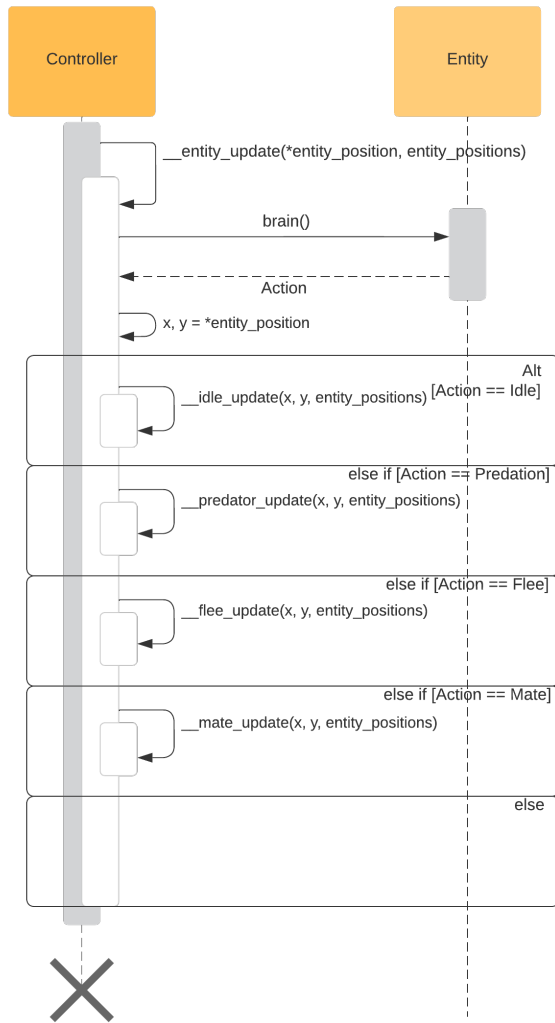 Controller
Entity
__entity_update(*entity_position, entity_positions)
brain()
Action
x, y = *entity_position
Alt
[Action == Idle]
__idle_update(x, y, entity_positions)
else if [Action == Predation]
__predator_update(x, y, entity_positions)
else if [Action == Flee]
__flee_update(x, y, entity_positions)
else if [Action == Mate]
__mate_update(x, y, entity_positions)
else